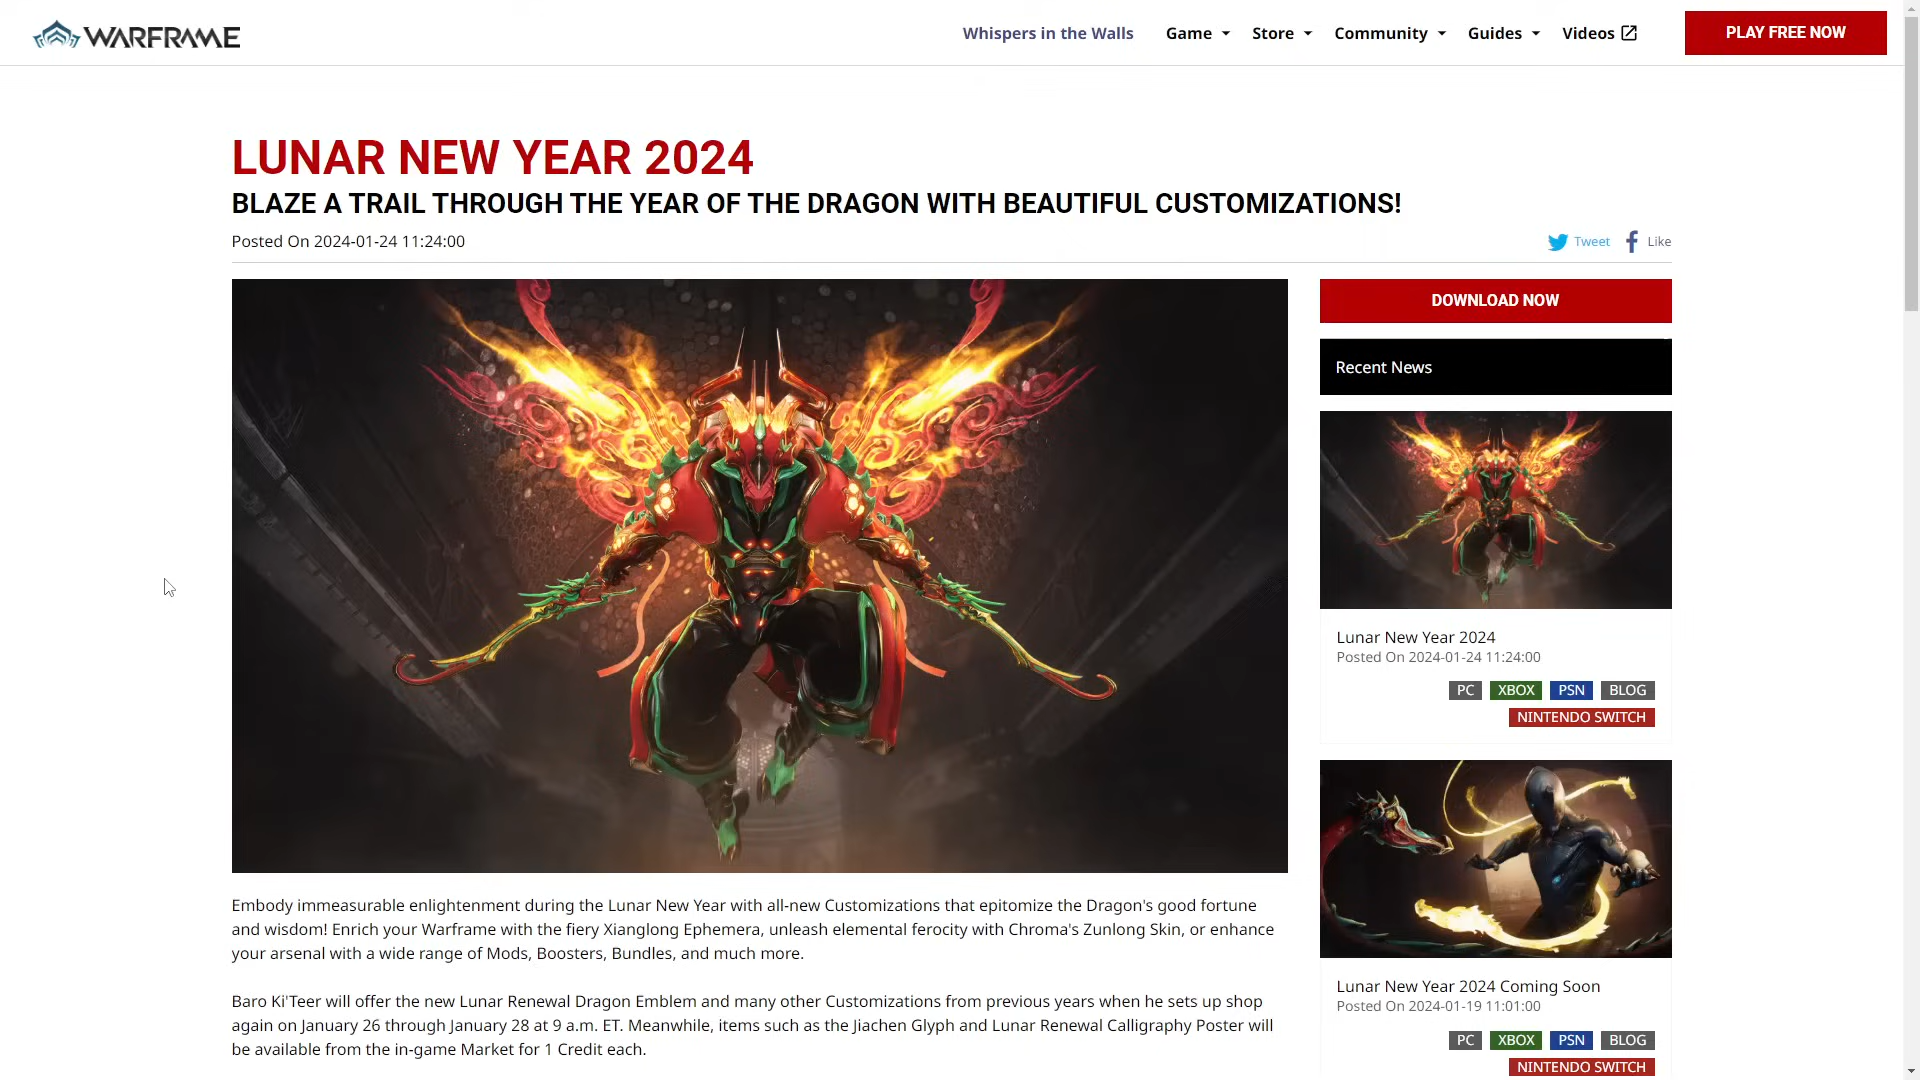 WARFRAME
Whispers in the Walls
Game
Store
Community
Guides
Videos
PLAY FREE NOW
LUNAR NEW YEAR 2024
BLAZE A TRAIL THROUGH THE YEAR OF THE DRAGON WITH BEAUTIFUL CUSTOMIZATIONS!
Posted On 2024-01-24 11:24:00
Tweet
Like
Embody immeasurable enlightenment during the Lunar New Year with all-new Customizations that epitomize the Dragon's good fortune
and wisdom! Enrich your Warframe with the fiery Xianglong Ephemera, unleash elemental ferocity with Chroma's Zunlong Skin, or enhance
your arsenal with a wide range of Mods, Boosters, Bundles, and much more.
Baro Ki'Teer will offer the new Lunar Renewal Dragon Emblem and many other Customizations from previous years when he sets up shop
again on January 26 through January 28 at 9 a.m. ET. Meanwhile, items such as the Jiachen Glyph and Lunar Renewal Calligraphy Poster will
be available from the in-game Market for 1 Credit each.
DOWNLOAD NOW
Recent News
Lunar New Year 2024
Posted On 2024-01-24 11:24:00
PC XBOX PSN BLOG
NINTENDO SWITCH
Lunar New Year 2024 Coming Soon
Posted On 2024-01-19 11:01:00
PC XBOX PSN BLOG
NINTENDO SWITCH